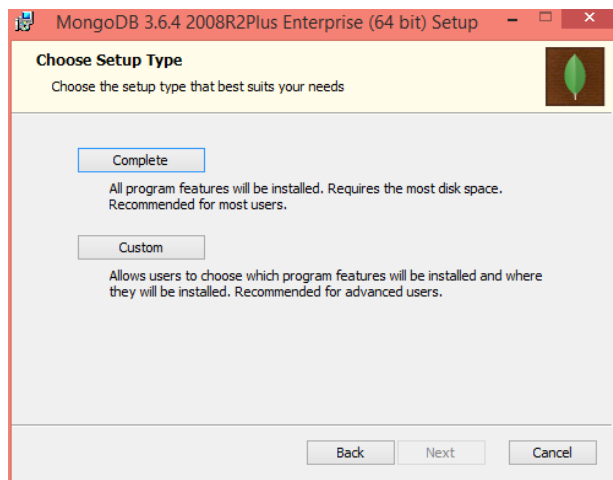 MongoDB 3.6.4 2008R2Plus Enterprise (64 bit) Setup
Choose Setup Type
Choose the setup type that best suits your needs
Complete
All program features will be installed. Requires the most disk space.
Recommended for most users.
Custom
Allows users to choose which program features will be installed and where
they will be installed. Recommended for advanced users.
Back Next Cancel